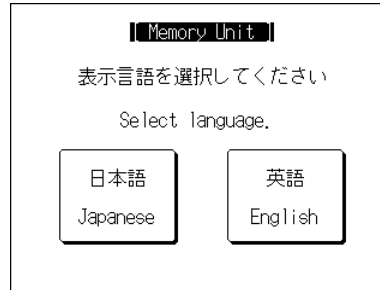 Memory Unit
表示言語を選択してください
Select language.
日本語
Japanese
英語
English